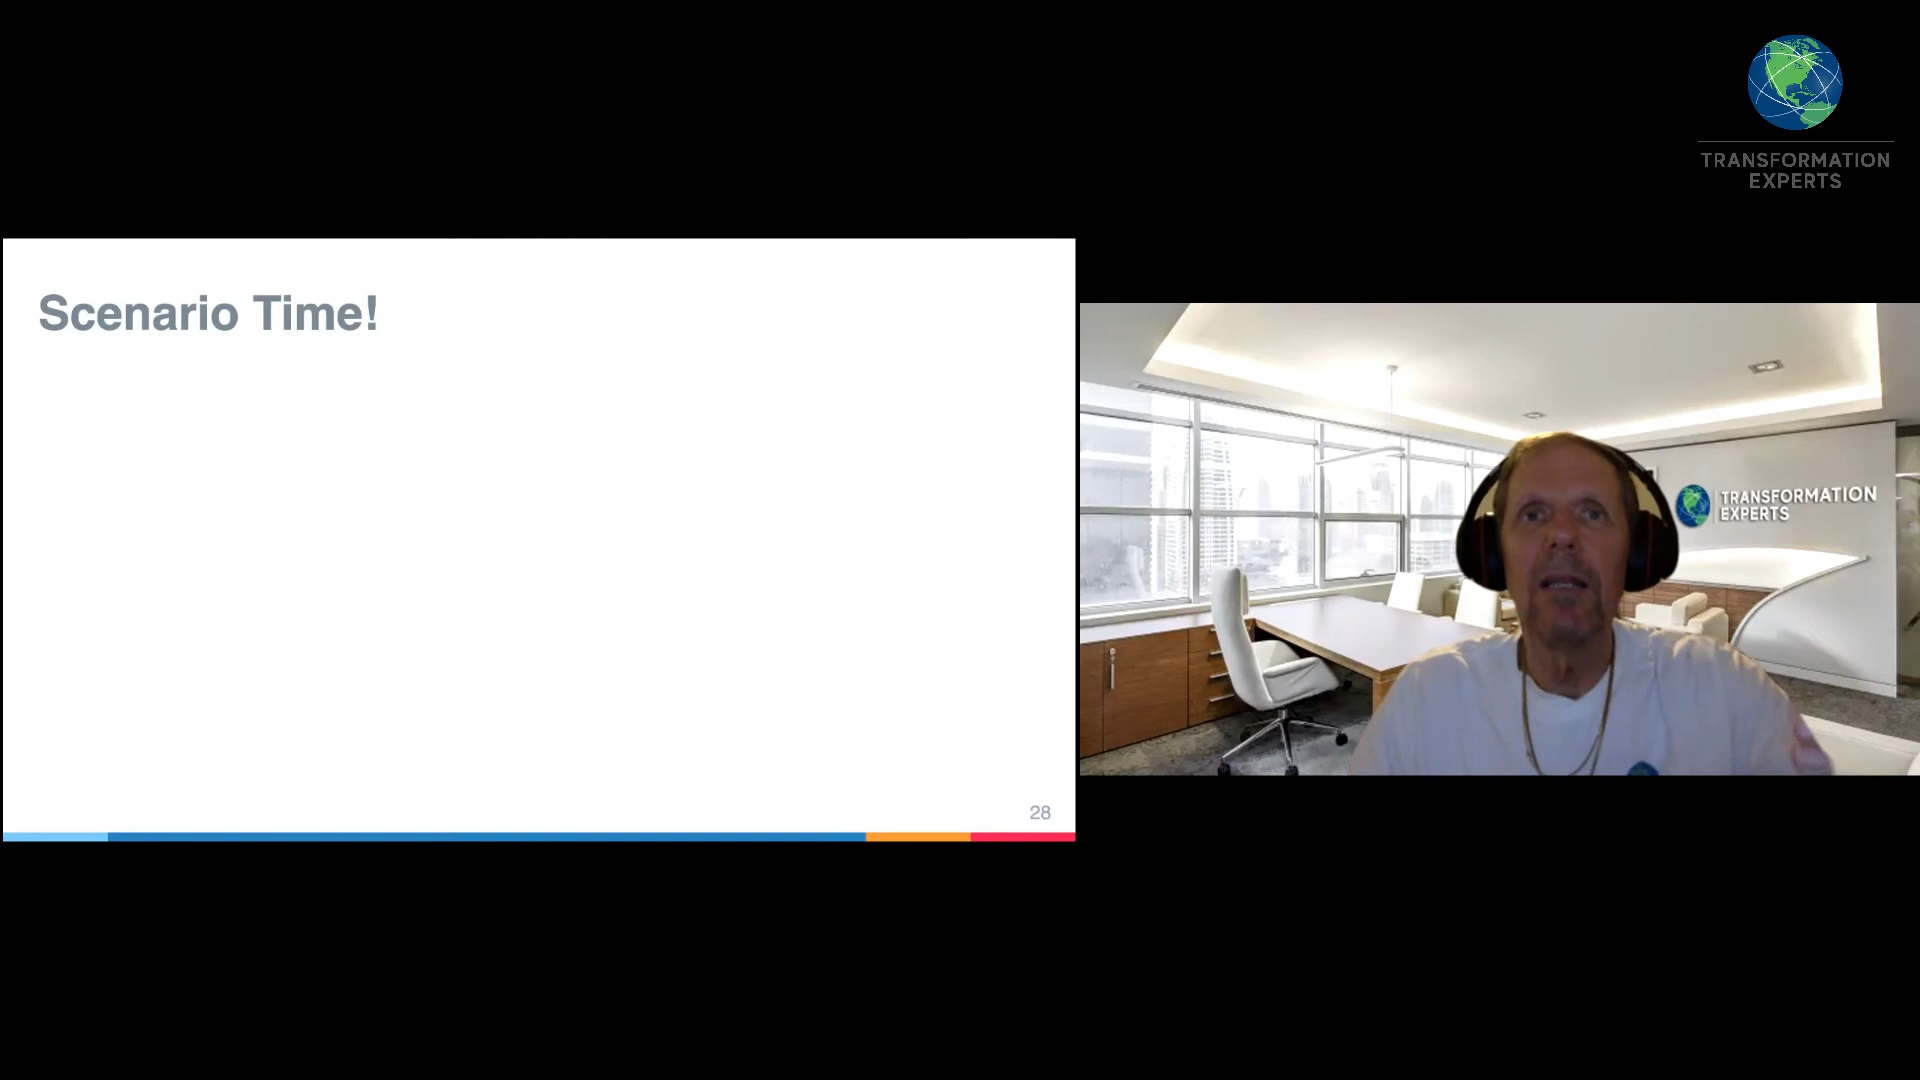 TRANSFORMATION
EXPERTS
Scenario Time!
TRANSFORMATION
EXPERTS
28